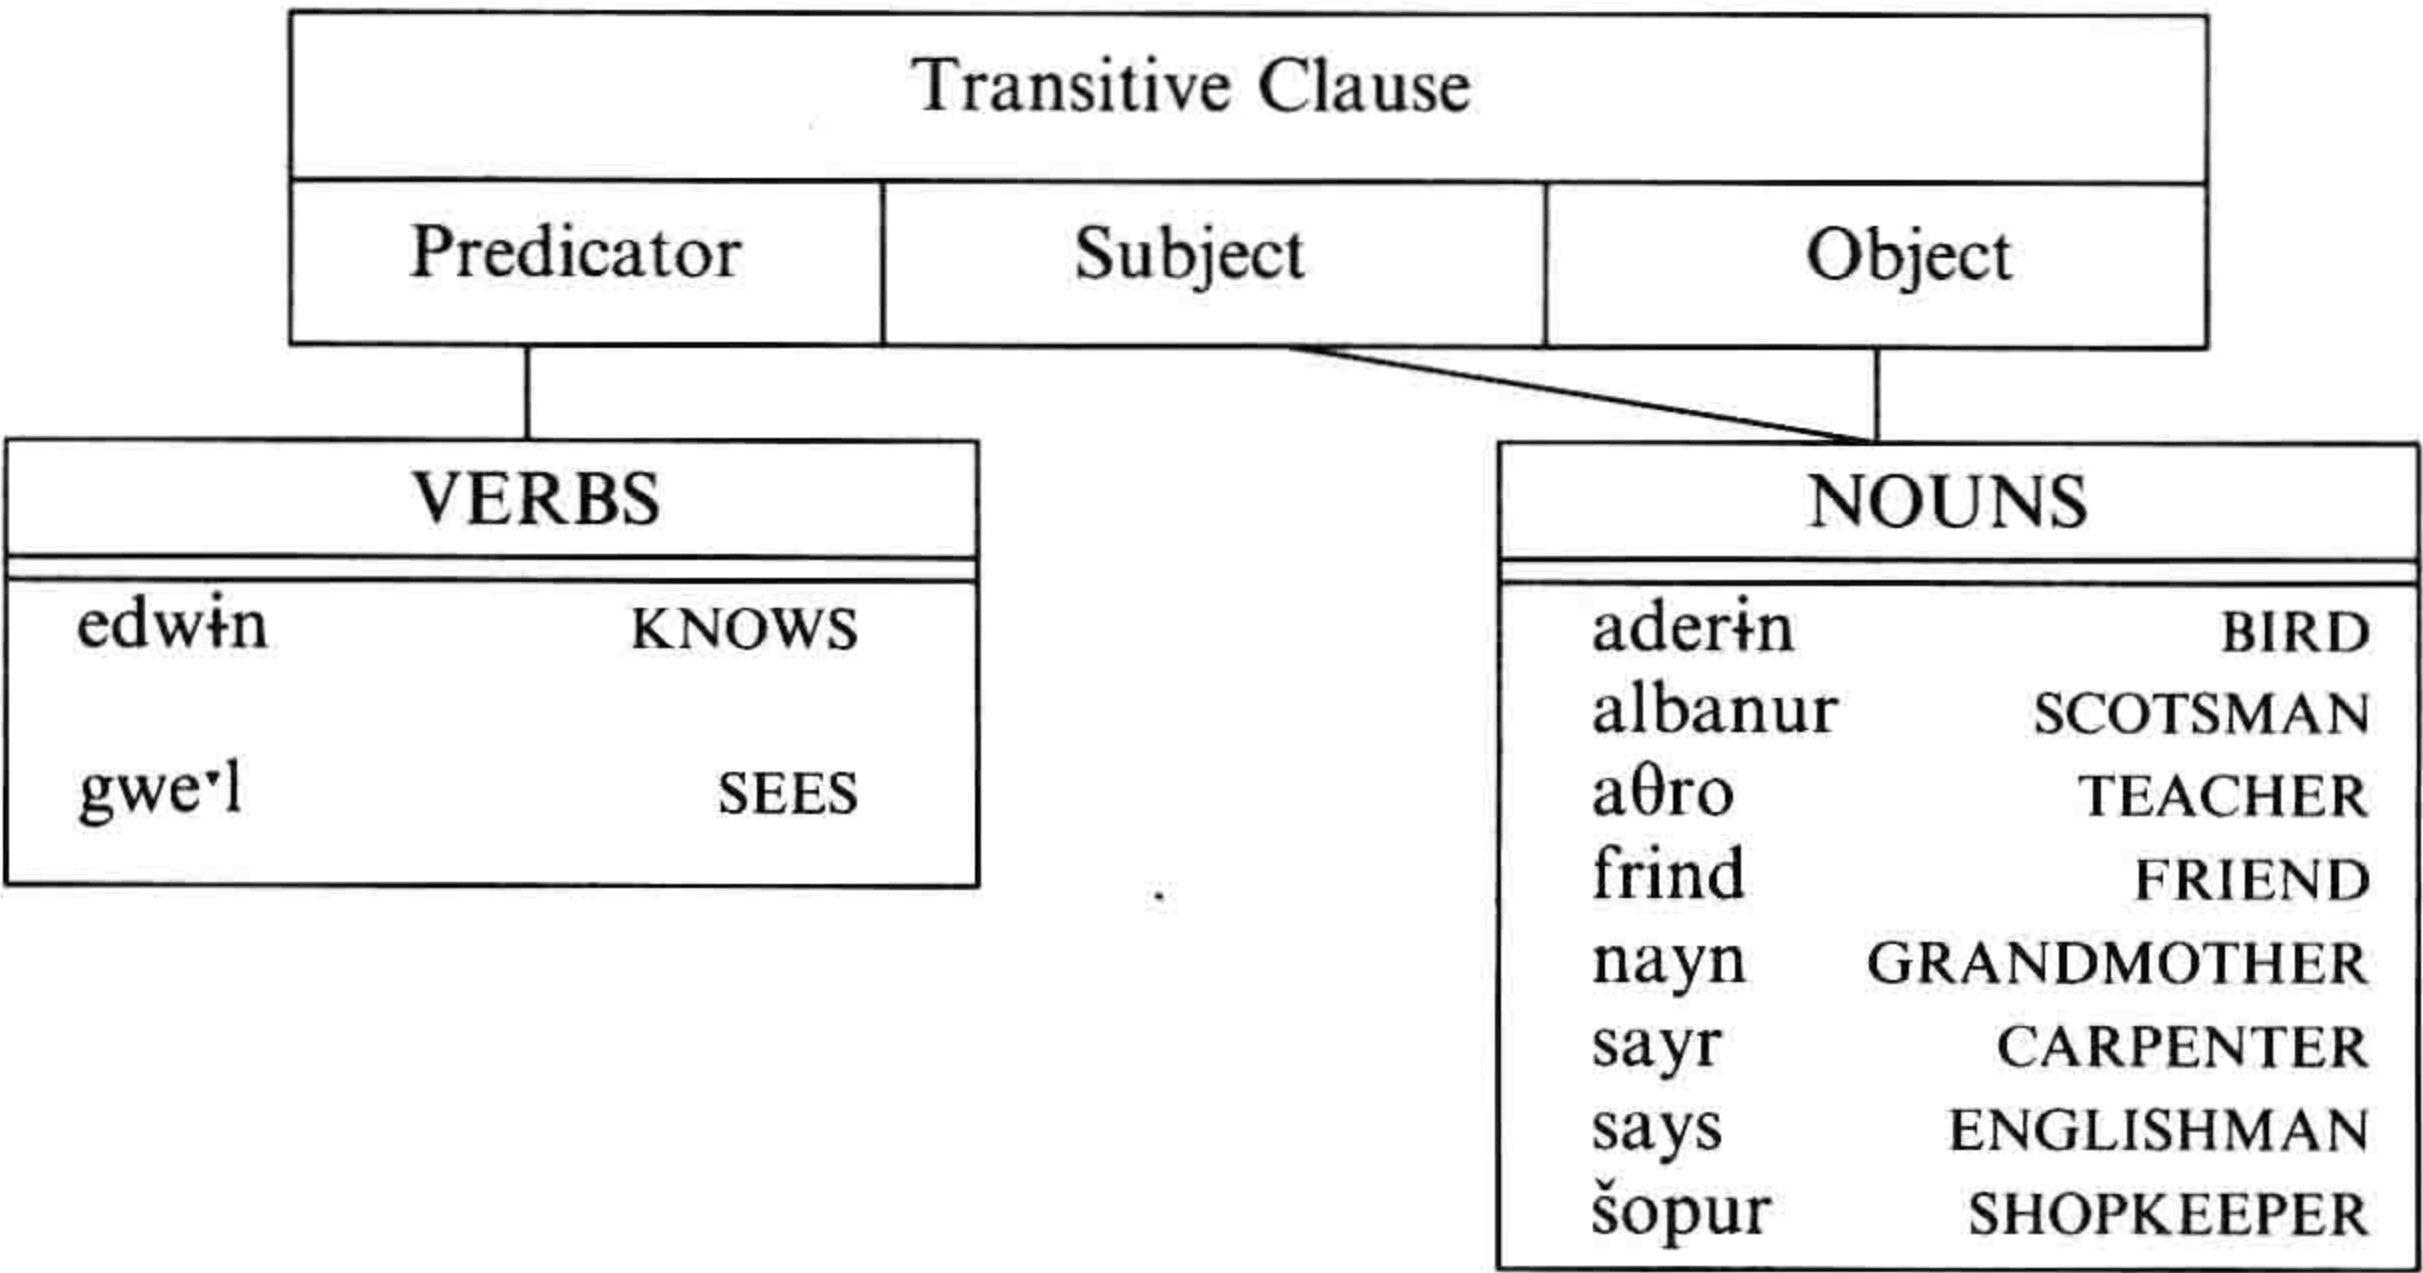 Transitive Clause
Predicator Subject Object
VERBS
edwɨn KNOWS
gweˑl SEES
NOUNS
aderɨn BIRD
albanur SCOTSMAN
aθro TEACHER
frind FRIEND
nayn GRANDMOTHER
sayr CARPENTER
says ENGLISHMAN
šopur SHOPKEEPER